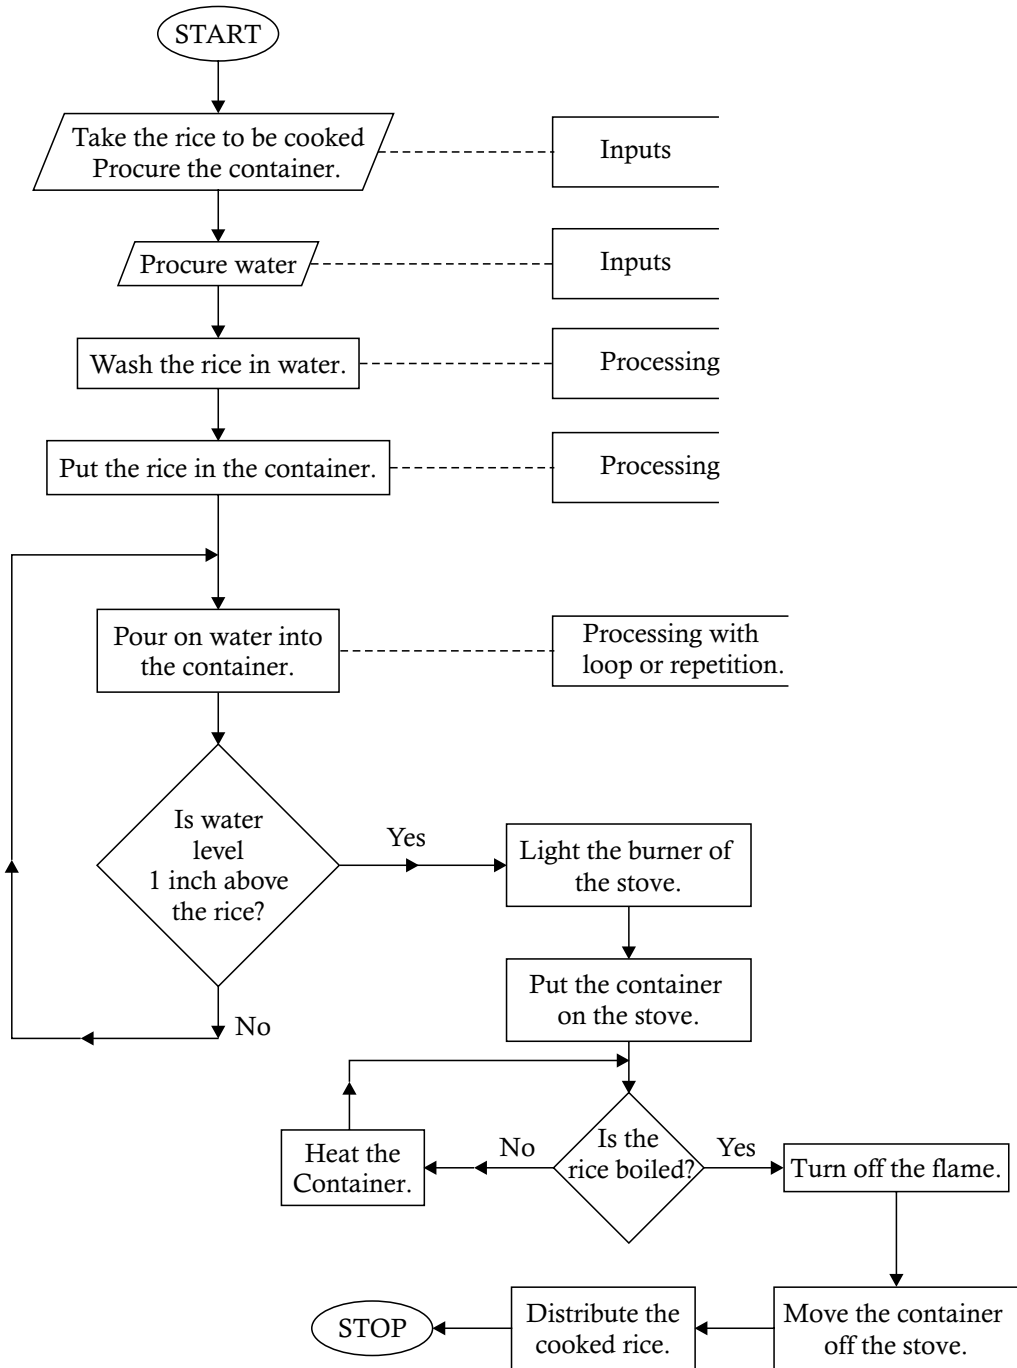 START
Take the rice to be cooked
Procure the container.
Inputs
Procure water
Inputs
Wash the rice in water.
Processing
Put the rice in the container.
Processing
Pour on water into
the container.
Processing with
loop or repetition.
Is water
level
1 inch above
the rice?
Yes
No
Light the burner of
the stove.
Put the container
on the stove.
Is the
rice boiled?
No
Heat the
Container.
Yes
Turn off the flame.
Move the container
off the stove.
Distribute the
cooked rice.
STOP